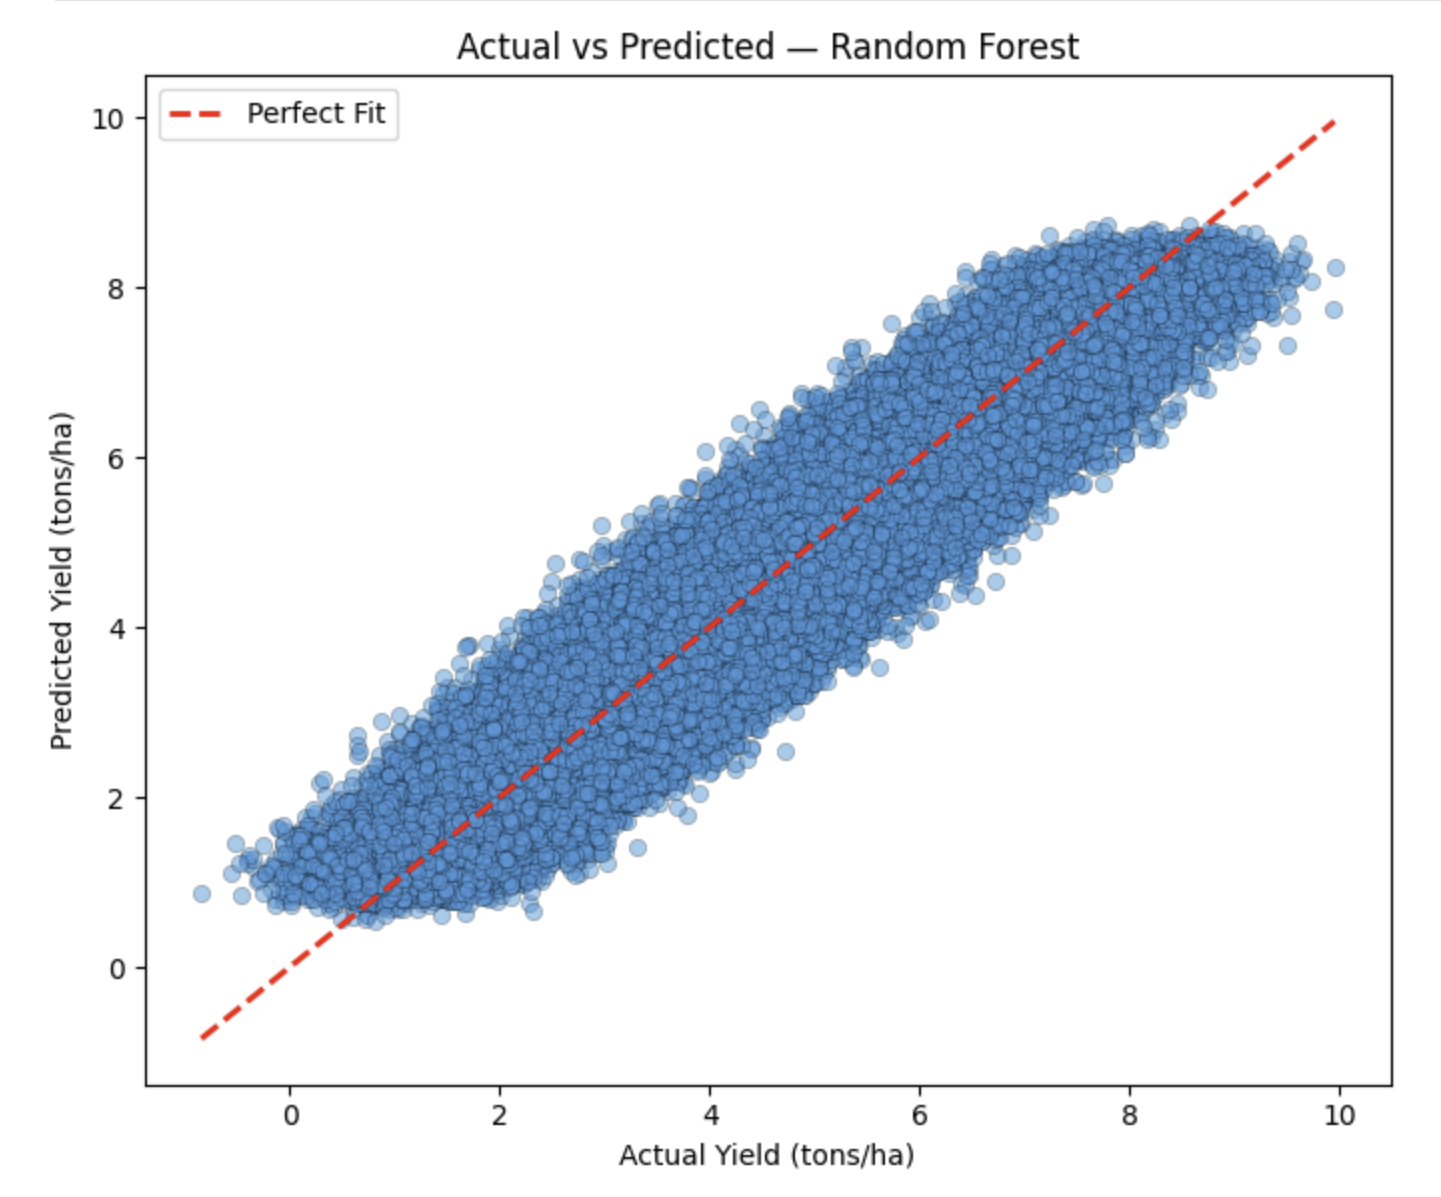 Actual vs Predicted — Random Forest
Perfect Fit
10
8
6
4
2
0
Predicted Yield (tons/ha)
0 2 4 6 8 10
Actual Yield (tons/ha)